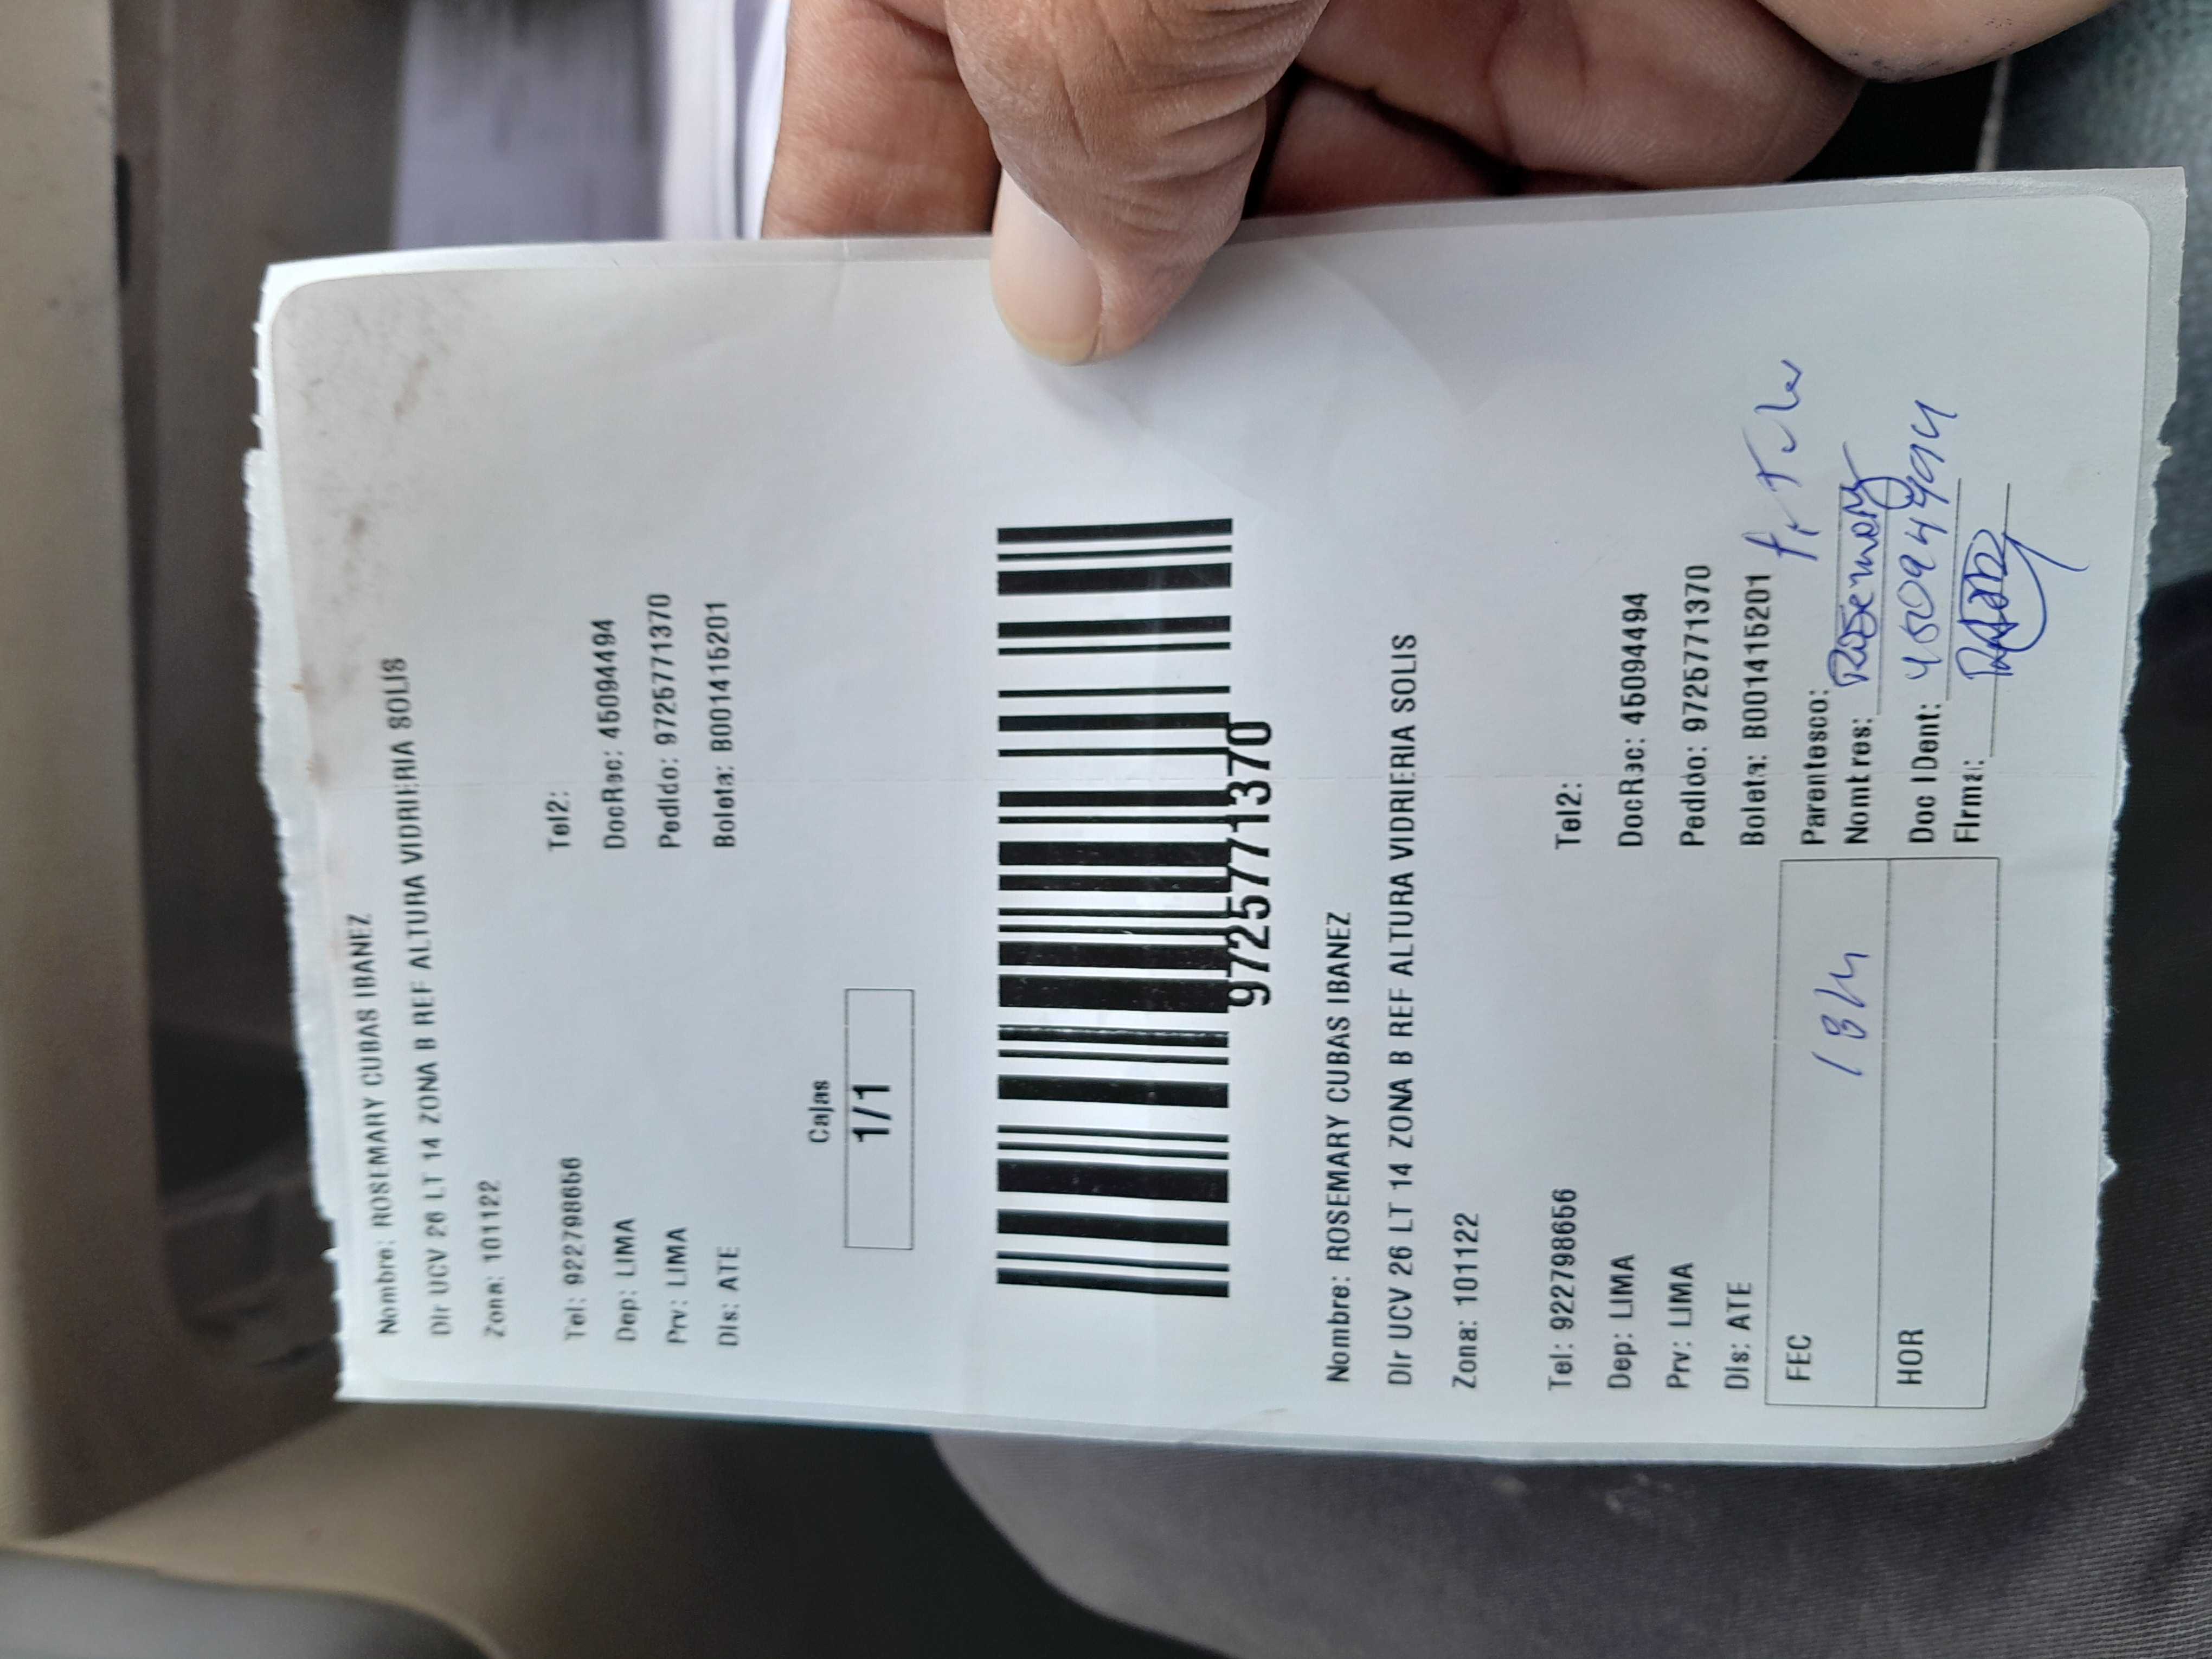 Nombre: ROSEMARY CUBAS IBANEZ
Dir UCV 26 LT 14 ZONA B REF ALTURA VIDRIERIA SOLIS
Zona: 101122
Tel: 922798656 Tel2:
Dep: LIMA DocRec: 45094494
Prv: LIMA Pedido: 9725771370
Dis: ATE Boleta: B001415201
Cajas
1/1
9725771370
Nombre: ROSEMARY CUBAS IBANEZ
Dir UCV 26 LT 14 ZONA B REF ALTURA VIDRIERIA SOLIS
Zona: 101122
Tel: 922798656 Tel2:
Dep: LIMA DocRec: 45094494
Prv: LIMA Pedido: 9725771370
Dis: ATE Boleta: B001415201
FEC Parentesco:
Nombres: Rosemary
HOR Doc IDent: 45094494
Firma: